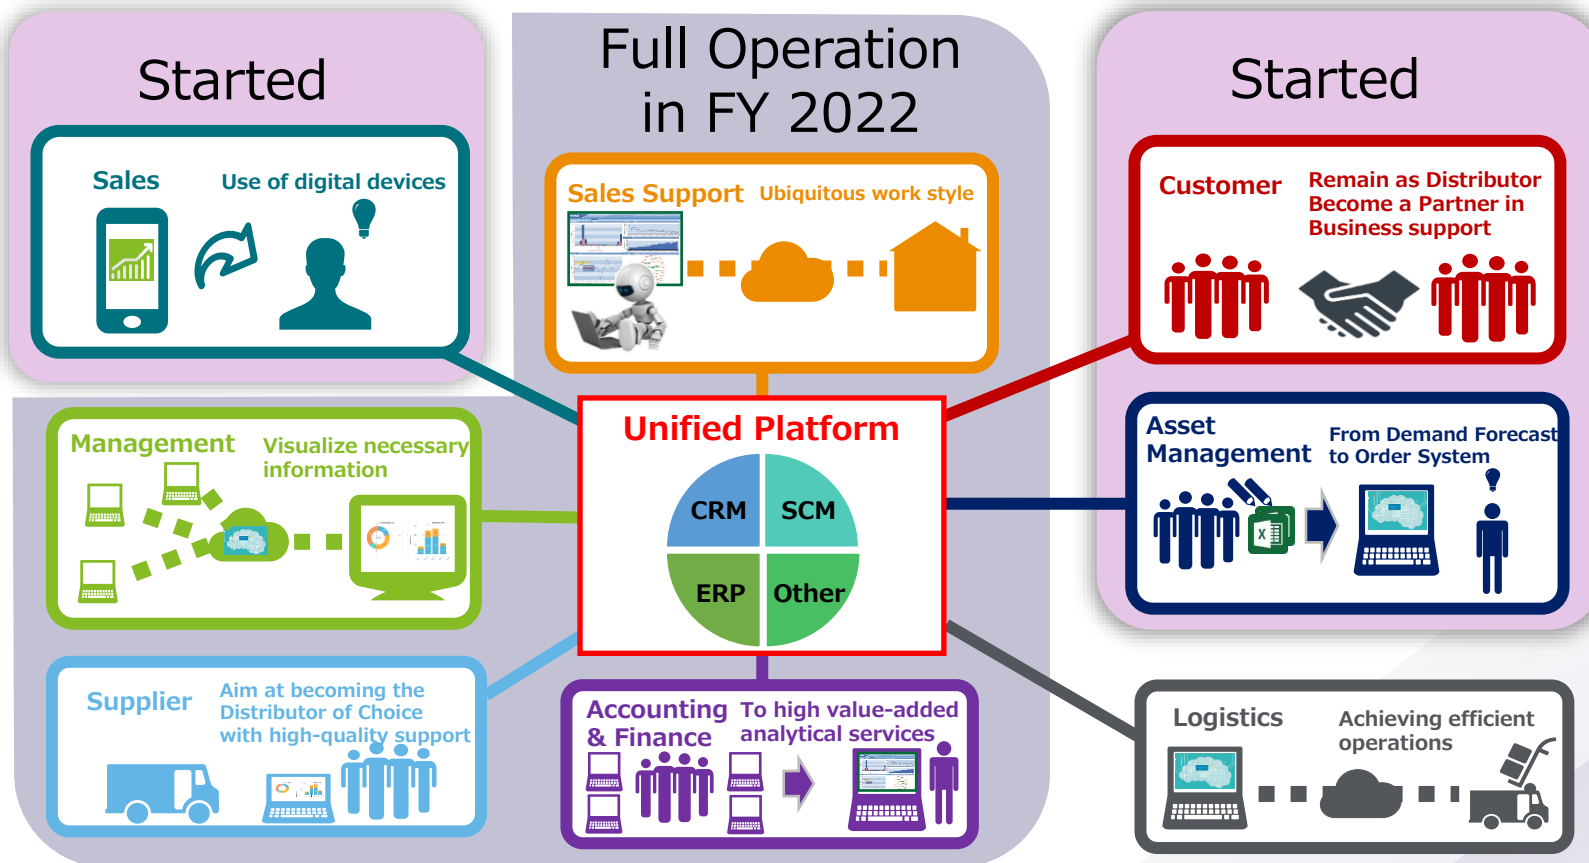 Started
Full Operation
in FY 2022
Started
Sales
Use of digital devices
Sales Support
Ubiquitous work style
Customer
Remain as Distributor
Become a Partner in
Business support
Management
Visualize necessary
information
Unified Platform
CRM
SCM
ERP
Other
Asset
Management
From Demand Forecast
to Order System
X
Supplier
Aim at becoming the
Distributor of Choice
with high-quality support
Accounting
& Finance
To high value-added
analytical services
Logistics
Achieving efficient
operations